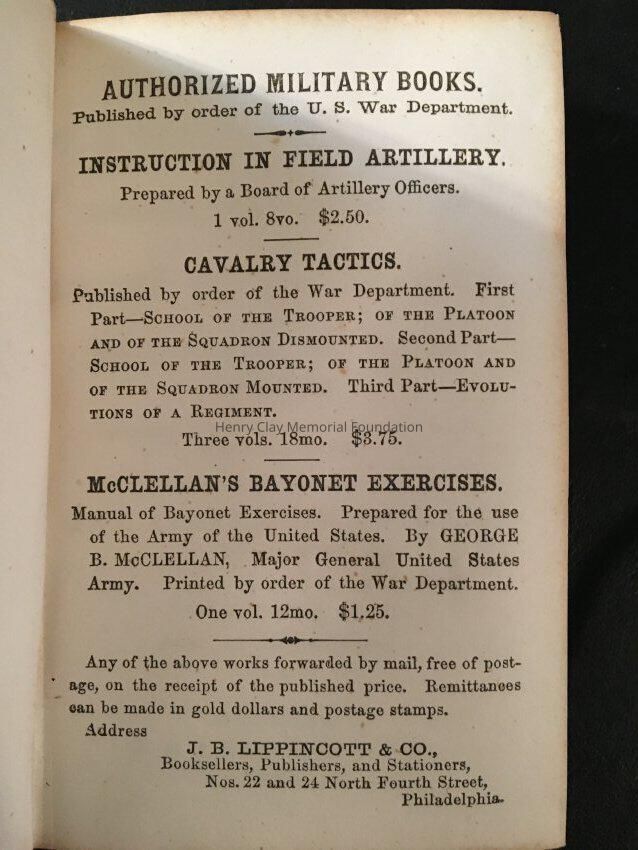 AUTHORIZED MILITARY BOOKS.
Published by order of the U. S. War Department.
INSTRUCTION IN FIELD ARTILLERY.
Prepared by a Board of Artillery Officers.
1 vol. 8vo. $2.50.
CAVALRY TACTICS.
Published by order of the War Department. First
Part—SCHOOL OF THE TROOPER; OF THE PLATOON
AND OF THE SQUADRON DISMOUNTED. Second Part—
SCHOOL OF THE TROOPER; OF THE PLATOON AND
OF THE SQUADRON MOUNTED. Third Part—EVOLU-
TIONS OF A REGIMENT.
Henry Clay Memorial Foundation
Three vols. 18mo. $3.75.
McCLELLAN'S BAYONET EXERCISES.
Manual of Bayonet Exercises. Prepared for the use
of the Army of the United States. By GEORGE
B. McCLELLAN, Major General United States
Army. Printed by order of the War Department.
One vol. 12mo. $1.25.
Any of the above works forwarded by mail, free of post-
age, on the receipt of the published price. Remittances
can be made in gold dollars and postage stamps.
Address
J. B. LIPPINCOTT & CO.,
Booksellers, Publishers, and Stationers,
Nos. 22 and 24 North Fourth Street,
Philadelphia.